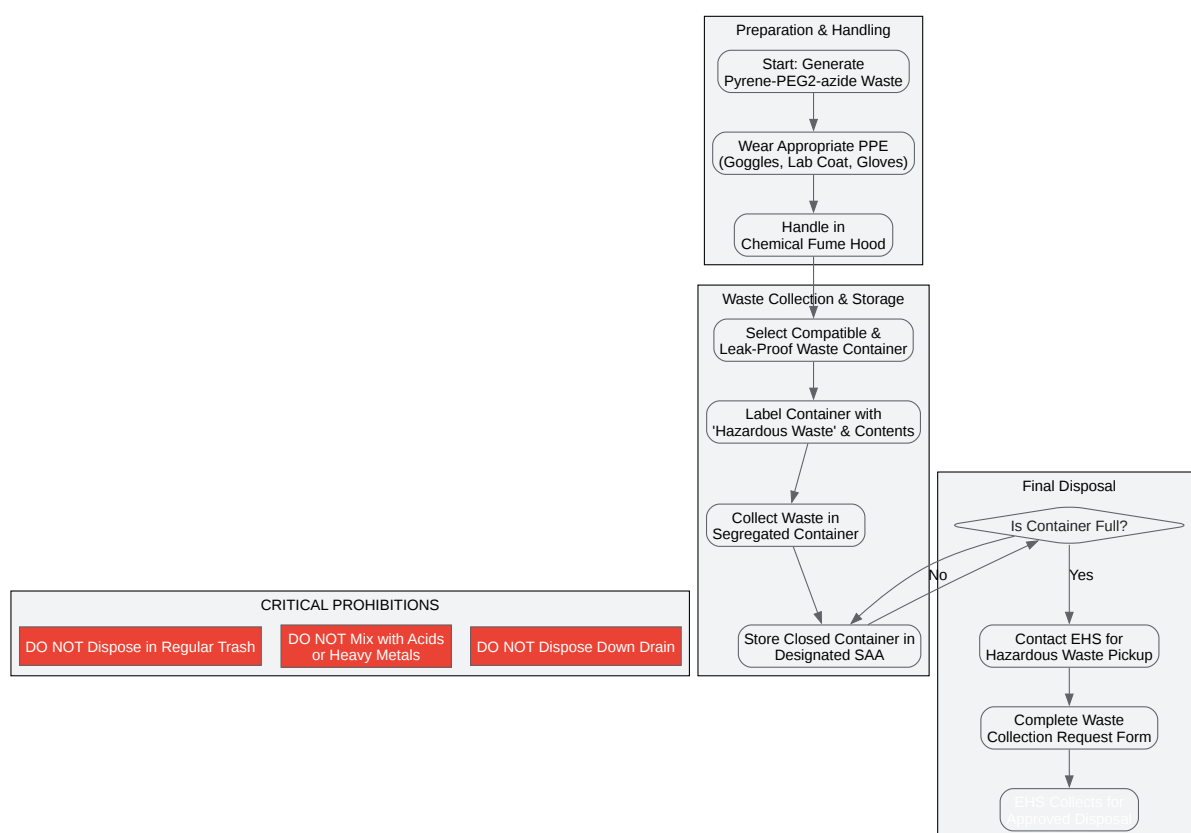 Preparation & Handling
Start: Generate
Pyrene-PEG2-azide Waste
Wear Appropriate PPE
(Goggles, Lab Coat, Gloves)
Handle in
Chemical Fume Hood
Waste Collection & Storage
Select Compatible &
Leak-Proof Waste Container
Label Container with
'Hazardous Waste' & Contents
Collect Waste in
Segregated Container
Store Closed Container in
Designated SAA
Final Disposal
Is Container Full?
No
Yes
Contact EHS for
Hazardous Waste Pickup
Complete Waste
Collection Request Form
EHS Collects for
Approved Disposal
CRITICAL PROHIBITIONS
DO NOT Dispose in Regular Trash
DO NOT Mix with Acids
or Heavy Metals
DO NOT Dispose Down Drain